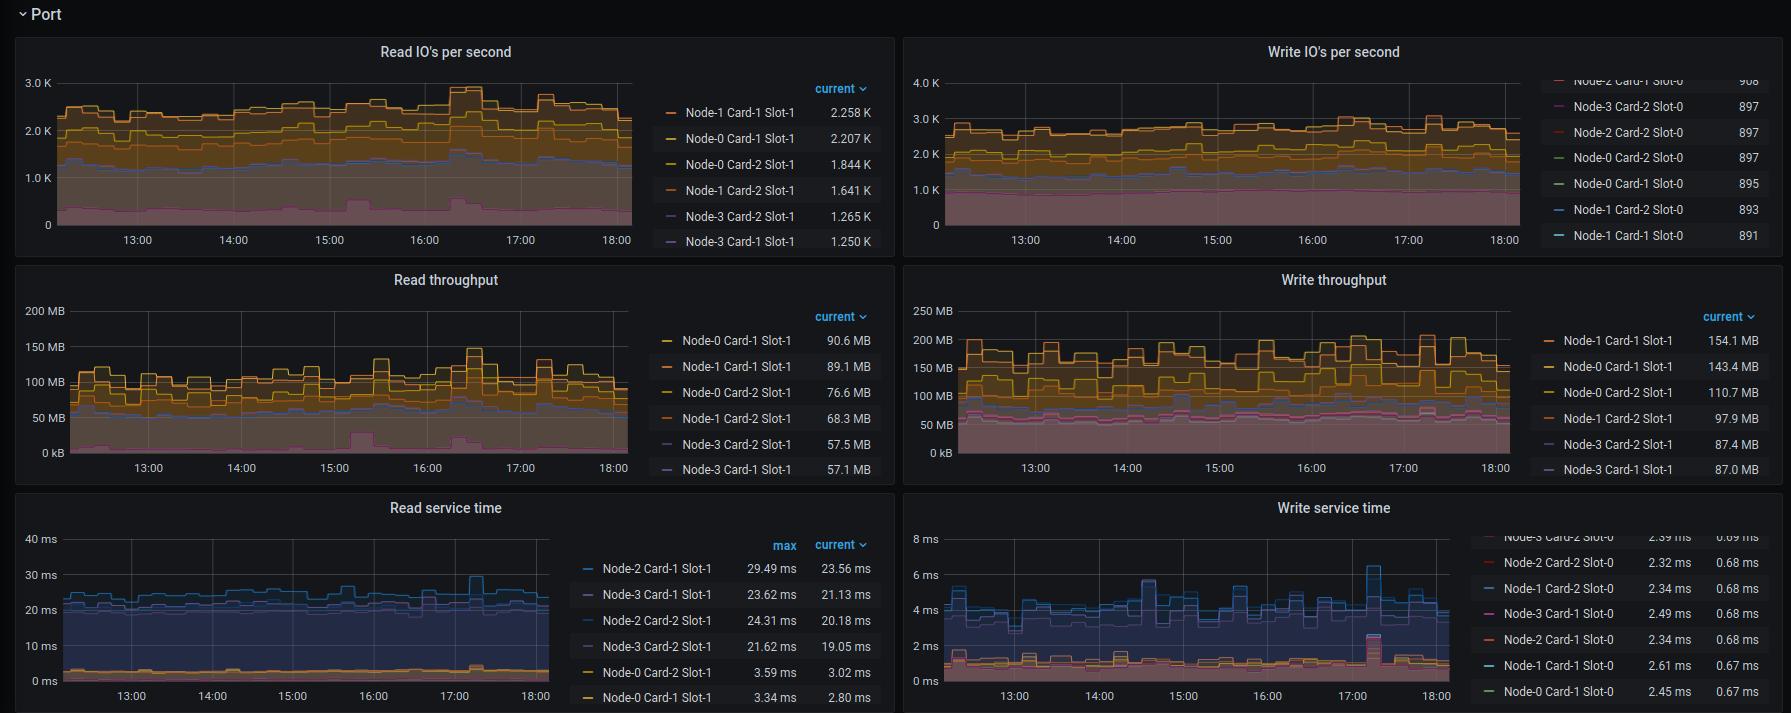 Port
Read IO's per second
3.0 K
2.0 K
1.0 K
0
13:00 14:00 15:00 16:00 17:00 18:00
current
Node-1 Card-1 Slot-1 2.258 K
Node-0 Card-1 Slot-1 2.207 K
Node-0 Card-2 Slot-1 1.844 K
Node-1 Card-2 Slot-1 1.641 K
Node-3 Card-2 Slot-1 1.265 K
Node-3 Card-1 Slot-1 1.250 K
Write IO's per second
4.0 K
3.0 K
2.0 K
1.0 K
0
13:00 14:00 15:00 16:00 17:00 18:00
Node-2 Card-1 Slot-0 908
Node-3 Card-2 Slot-0 897
Node-2 Card-2 Slot-0 897
Node-0 Card-2 Slot-0 897
Node-0 Card-1 Slot-0 895
Node-1 Card-2 Slot-0 893
Node-1 Card-1 Slot-0 891
Read throughput
200 MB
150 MB
100 MB
50 MB
0 kB
13:00 14:00 15:00 16:00 17:00 18:00
current
Node-0 Card-1 Slot-1 90.6 MB
Node-1 Card-1 Slot-1 89.1 MB
Node-0 Card-2 Slot-1 76.6 MB
Node-1 Card-2 Slot-1 68.3 MB
Node-3 Card-2 Slot-1 57.5 MB
Node-3 Card-1 Slot-1 57.1 MB
Write throughput
250 MB
200 MB
150 MB
100 MB
50 MB
0 kB
13:00 14:00 15:00 16:00 17:00 18:00
current
Node-1 Card-1 Slot-1 154.1 MB
Node-0 Card-1 Slot-1 143.4 MB
Node-0 Card-2 Slot-1 110.7 MB
Node-1 Card-2 Slot-1 97.9 MB
Node-3 Card-2 Slot-1 87.4 MB
Node-3 Card-1 Slot-1 87.0 MB
Read service time
40 ms
30 ms
20 ms
10 ms
0 ms
13:00 14:00 15:00 16:00 17:00 18:00
max current
Node-2 Card-1 Slot-1 29.49 ms 23.56 ms
Node-3 Card-1 Slot-1 23.62 ms 21.13 ms
Node-2 Card-2 Slot-1 24.31 ms 20.18 ms
Node-3 Card-2 Slot-1 21.62 ms 19.05 ms
Node-0 Card-2 Slot-1 3.59 ms 3.02 ms
Node-0 Card-1 Slot-1 3.34 ms 2.80 ms
Write service time
8 ms
6 ms
4 ms
2 ms
0 ms
13:00 14:00 15:00 16:00 17:00 18:00
Node-3 Card-2 Slot-0 2.39 ms 0.69 ms
Node-2 Card-2 Slot-0 2.32 ms 0.68 ms
Node-1 Card-2 Slot-0 2.34 ms 0.68 ms
Node-3 Card-1 Slot-0 2.49 ms 0.68 ms
Node-2 Card-1 Slot-0 2.34 ms 0.68 ms
Node-1 Card-1 Slot-0 2.61 ms 0.67 ms
Node-0 Card-1 Slot-0 2.45 ms 0.67 ms